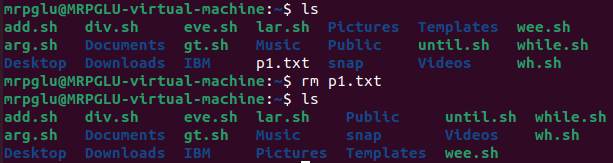 mrpglu@MRPGLU-virtual-machine:~$ ls
add.sh div.sh eve.sh lar.sh Pictures Templates wee.sh
arg.sh Documents gt.sh Music Public until.sh while.sh
Desktop Downloads IBM p1.txt snap Videos wh.sh
mrpglu@MRPGLU-virtual-machine:~$ rm p1.txt
mrpglu@MRPGLU-virtual-machine:~$ ls
add.sh div.sh eve.sh lar.sh Public until.sh while.sh
arg.sh Documents gt.sh Music snap Videos wh.sh
Desktop Downloads IBM Pictures Templates wee.sh